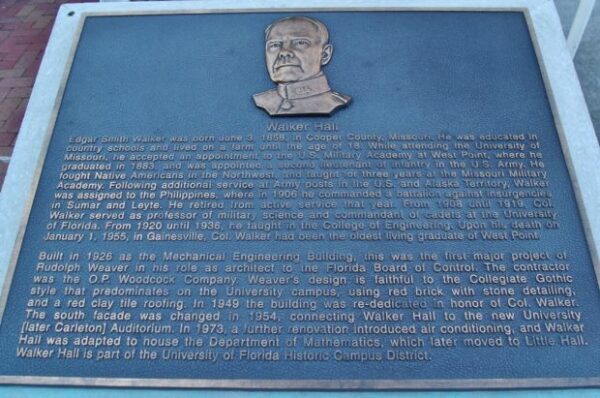 Walker Hall
Edgar Smith Walker was born June 3, 1858, in Cooper County, Missouri. He was educated in
country schools and lived on a farm until the age of 18. While attending the University of
Missouri, he accepted an appointment to the U.S. Military Academy at West Point, where he
graduated in 1883, and was appointed a second lieutenant of infantry in the U.S. Army. He
fought Native Americans in the Northwest, and taught for three years at the Missouri Military
Academy. Following additional service at Army posts in the U.S. and Alaska Territory, Walker
was assigned to the Philippines, where in 1906 he commanded a battalion against insurgencies
in Sumar and Leyte. He retired from active service that year. From 1908 until 1919, Col.
Walker served as professor of military science and commandant of cadets at the University
of Florida. From 1920 until 1936, he taught in the College of Engineering. Upon his death on
January 1, 1955, in Gainesville, Col. Walker had been the oldest living graduate of West Point.
Built in 1926 as the Mechanical Engineering Building, this was the first major project of
Rudolph Weaver in his role as architect to the Florida Board of Control. The contractor
was the O.P. Woodcock Company. Weaver's design is faithful to the Collegiate Gothic
style that predominates on the University campus, using red brick with stone detailing,
and a red clay tile roofing. In 1949 the building was re-dedicated in honor of Col. Walker.
The south facade was changed in 1954, connecting Walker Hall to the new University
[later Carleton] Auditorium. In 1973, a further renovation introduced air conditioning, and Walker
Hall was adapted to house the Department of Mathematics, which later moved to Little Hall.
Walker Hall is part of the University of Florida Historic Campus District.